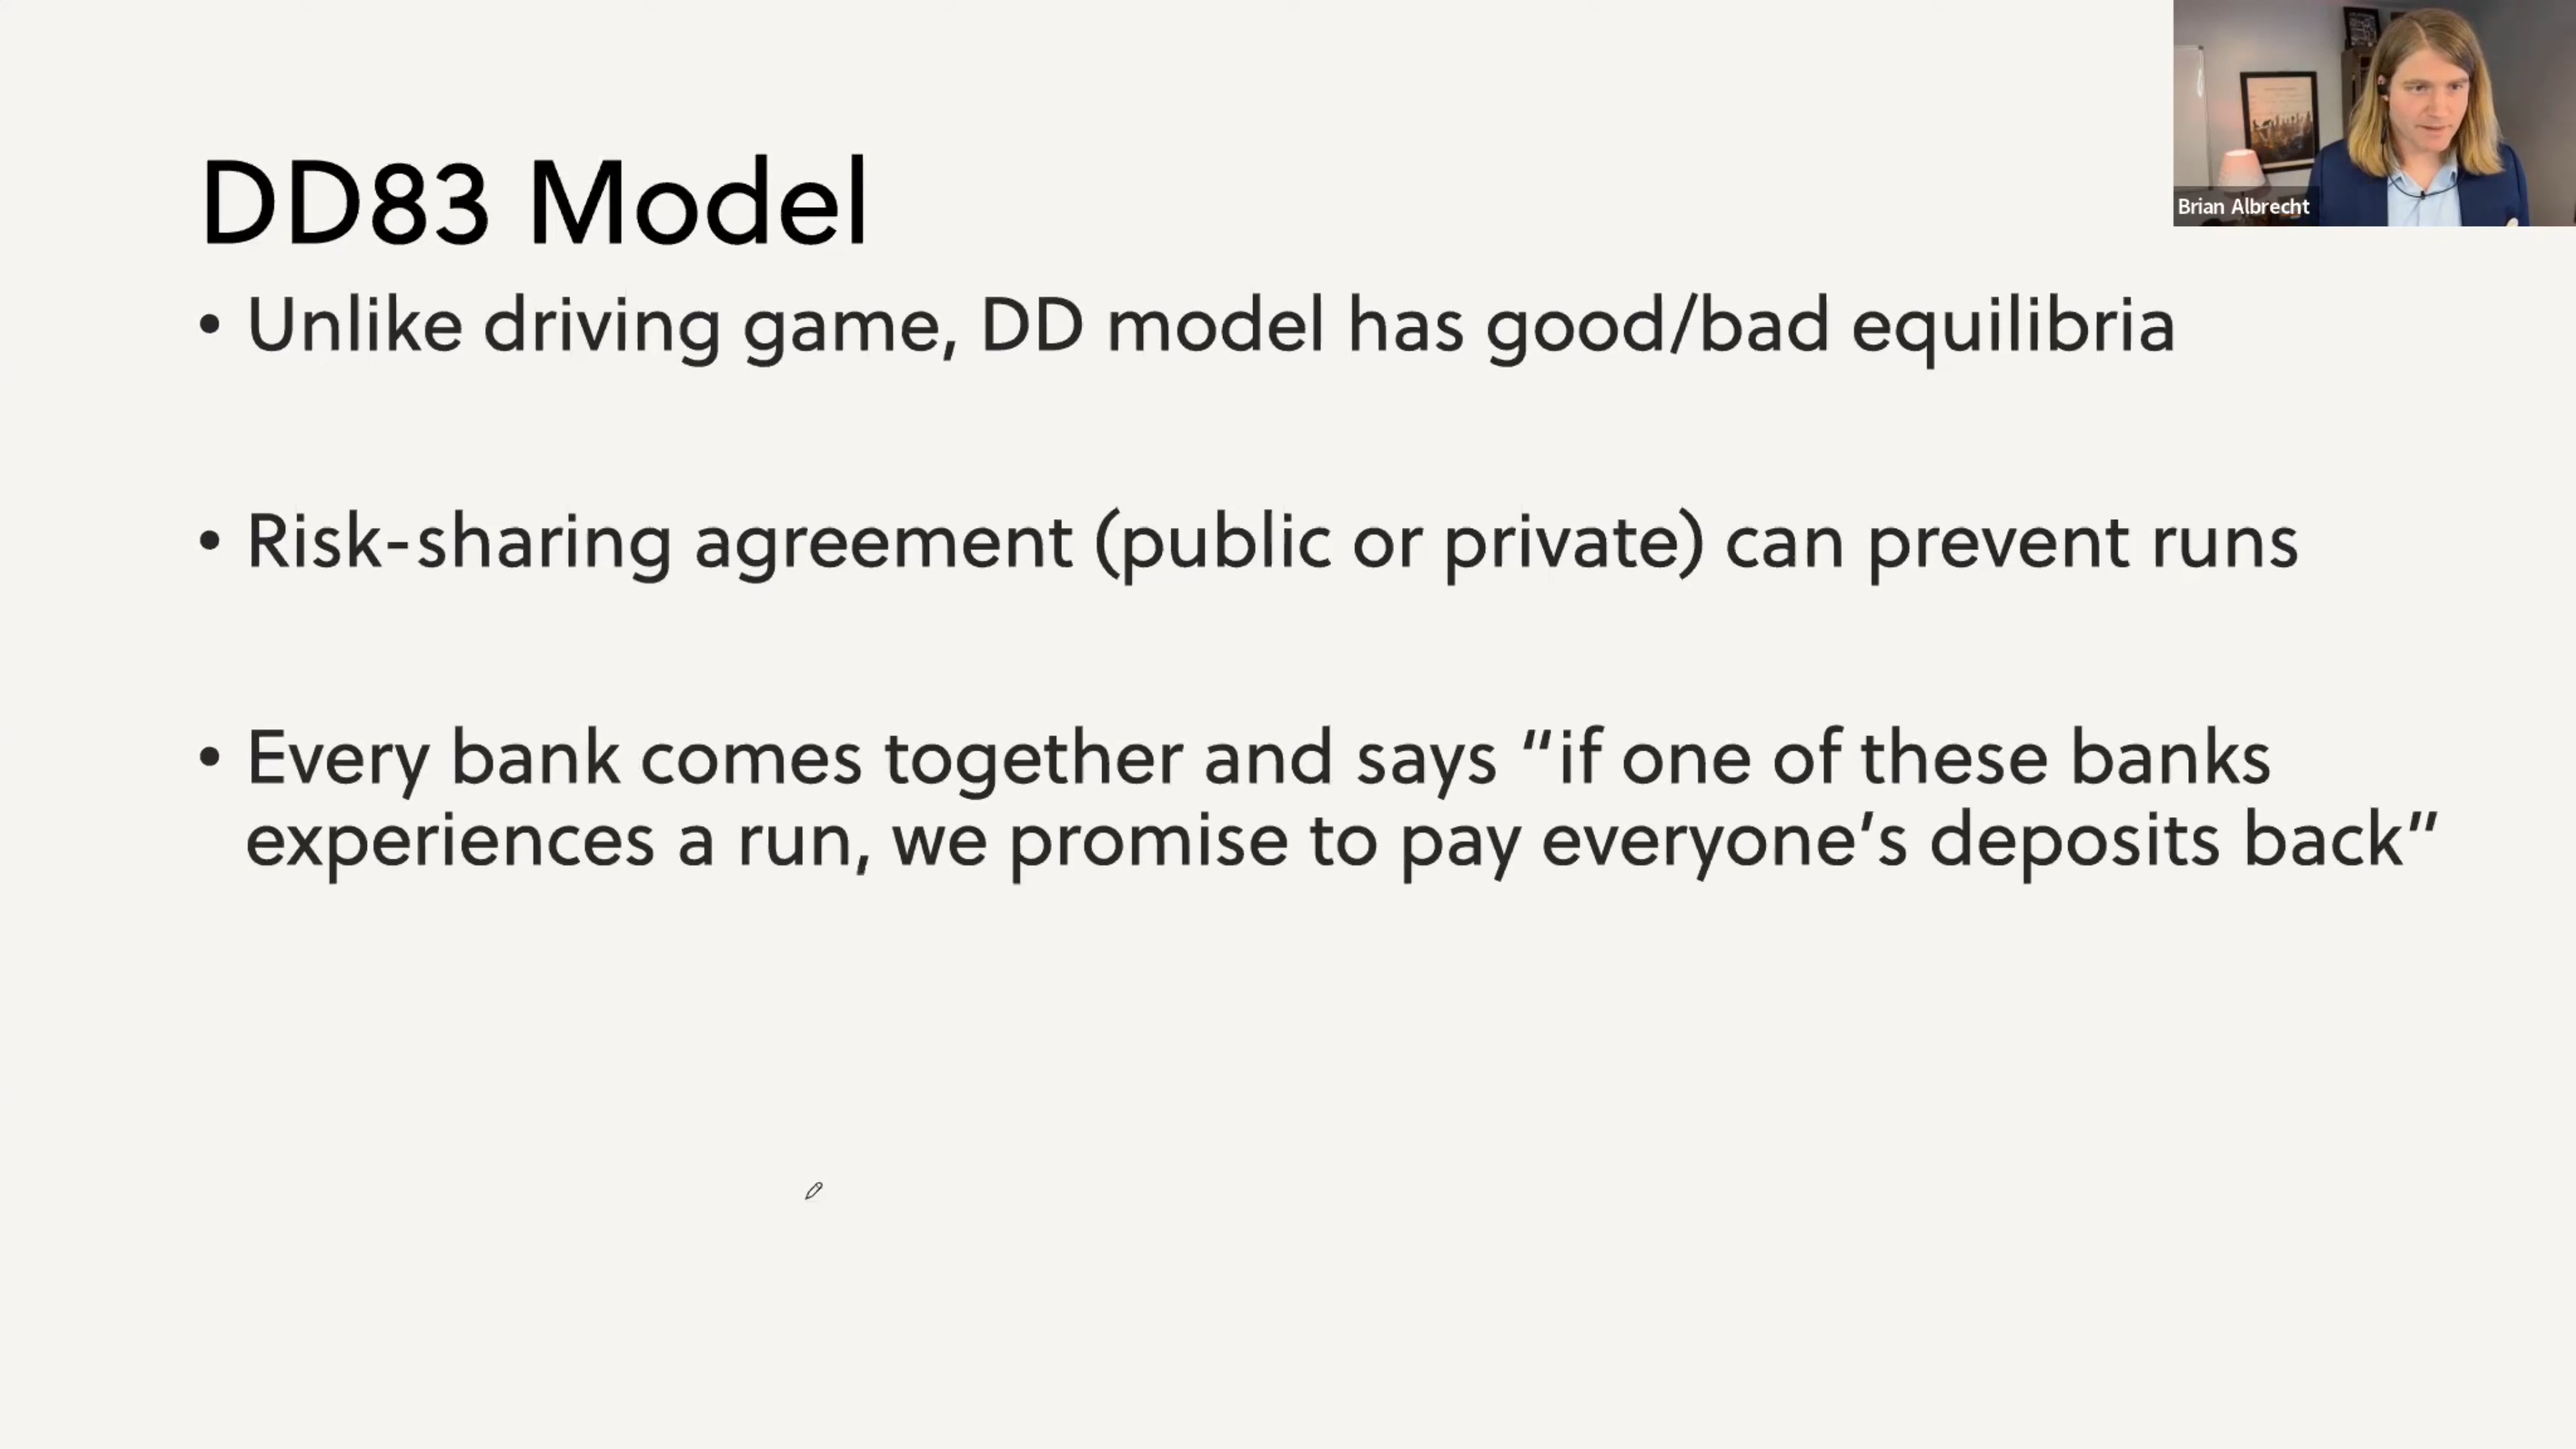 DD83 Model
• Unlike driving game, DD model has good/bad equilibria
• Risk-sharing agreement (public or private) can prevent runs
• Every bank comes together and says “if one of these banks
experiences a run, we promise to pay everyone’s deposits back”
Brian Albrecht